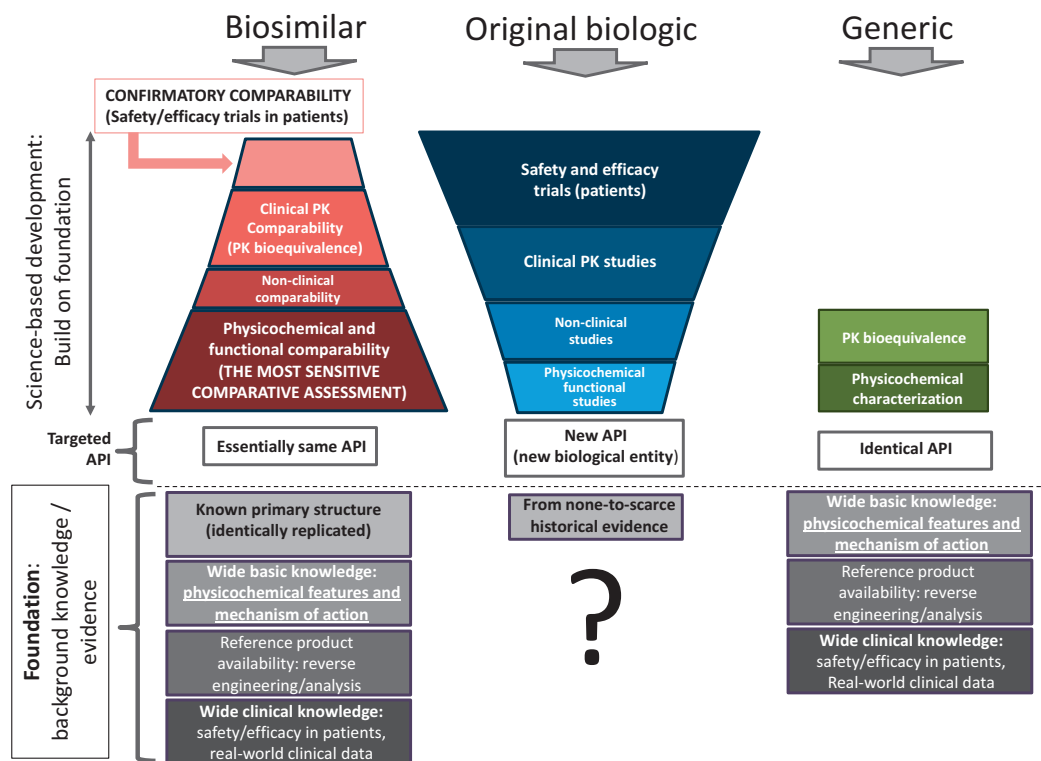 Biosimilar
Original biologic
Generic
CONFIRMATORY COMPARABILITY
(Safety/efficacy trials in patients)
Science-based development:
Build on foundation
Clinical PK
Comparability
(PK bioequivalence)
Non-clinical
comparability
Physicochemical and
functional comparability
(THE MOST SENSITIVE
COMPARATIVE ASSESSMENT)
Safety and efficacy
trials (patients)
Clinical PK studies
Non-clinical
studies
Physicochemical
functional
studies
PK bioequivalence
Physicochemical
characterization
Targeted
API
Essentially same API
New API
(new biological entity)
Identical API
Foundation:
background knowledge /
evidence
Known primary structure
(identically replicated)
Wide basic knowledge:
physicochemical features and
mechanism of action
Reference product
availability: reverse
engineering/analysis
Wide clinical knowledge:
safety/efficacy in patients,
real-world clinical data
From none-to-scarce
historical evidence
?
Wide basic knowledge:
physicochemical features and
mechanism of action
Reference product
availability: reverse
engineering/analysis
Wide clinical knowledge:
safety/efficacy in patients,
Real-world clinical data